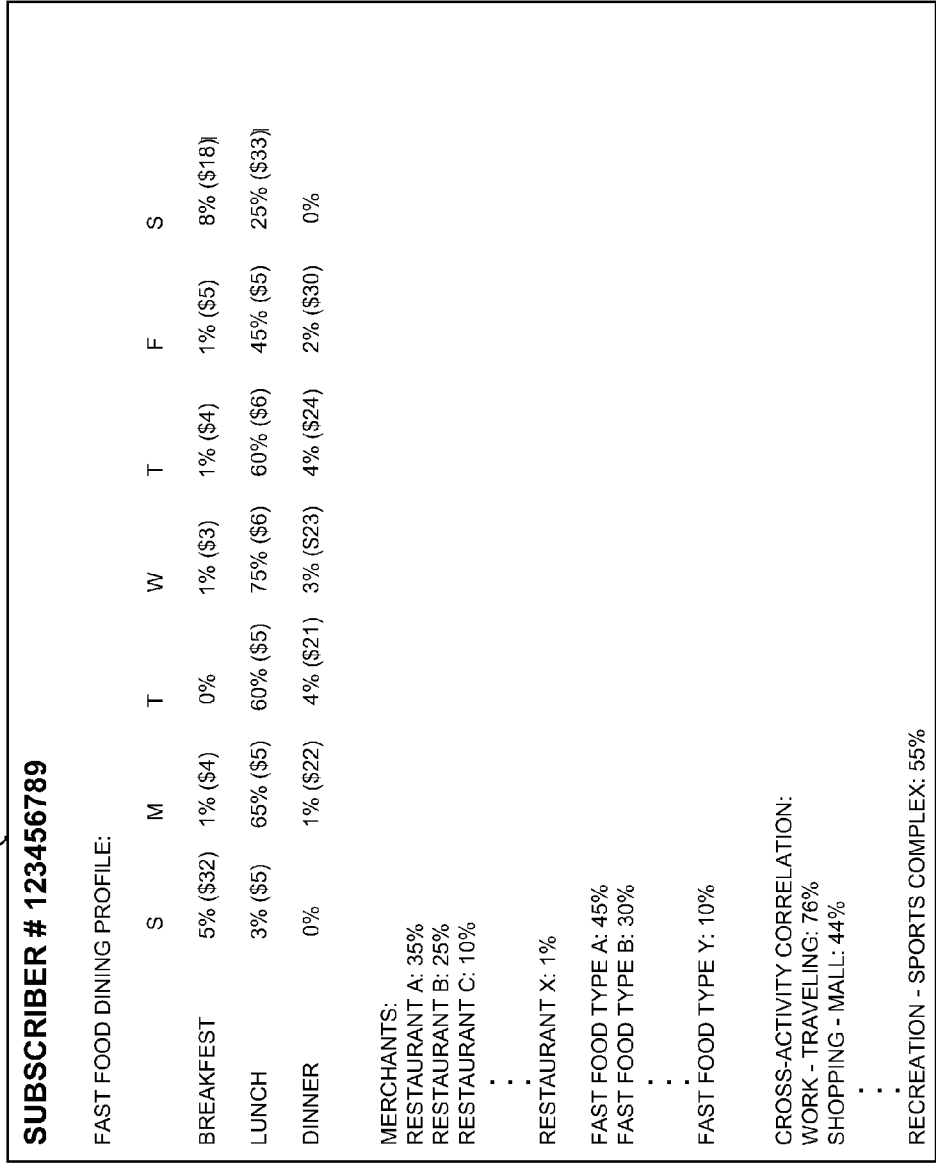 SUBSCRIBER # 123456789
FAST FOOD DINING PROFILE:
S M T W T F S
BREAKFEST 5% ($32) 1% ($4) 0% 1% ($3) 1% ($4) 1% ($5) 8% ($18)
LUNCH 3% ($5) 65% ($5) 60% ($5) 75% ($6) 60% ($6) 45% ($5) 25% ($33)
DINNER 0% 1% ($22) 4% ($21) 3% (S23) 4% ($24) 2% ($30) 0%
MERCHANTS:
RESTAURANT A: 35%
RESTAURANT B: 25%
RESTAURANT C: 10%
. . .
RESTAURANT X: 1%
FAST FOOD TYPE A: 45%
FAST FOOD TYPE B: 30%
. . .
FAST FOOD TYPE Y: 10%
CROSS-ACTIVITY CORRELATION:
WORK - TRAVELING: 76%
SHOPPING - MALL: 44%
. . .
RECREATION - SPORTS COMPLEX: 55%